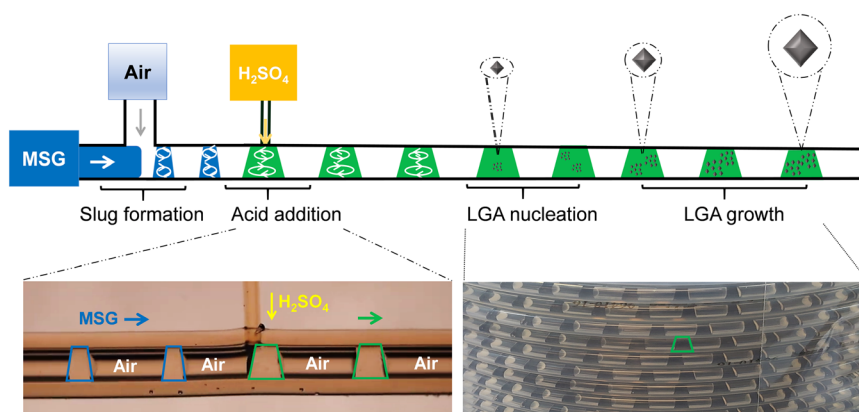 Air
H₂SO₄
MSG
Slug formation
Acid addition
LGA nucleation
LGA growth
MSG
H₂SO₄
Air
Air
Air
Air